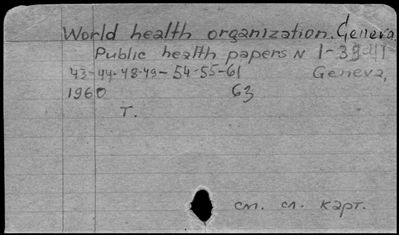 World health organization. Geneva.
Public health papers N 1-39-41
43-44-48-49-54-55-61 Geneva,
1960 63
T.
см. сл. карт.